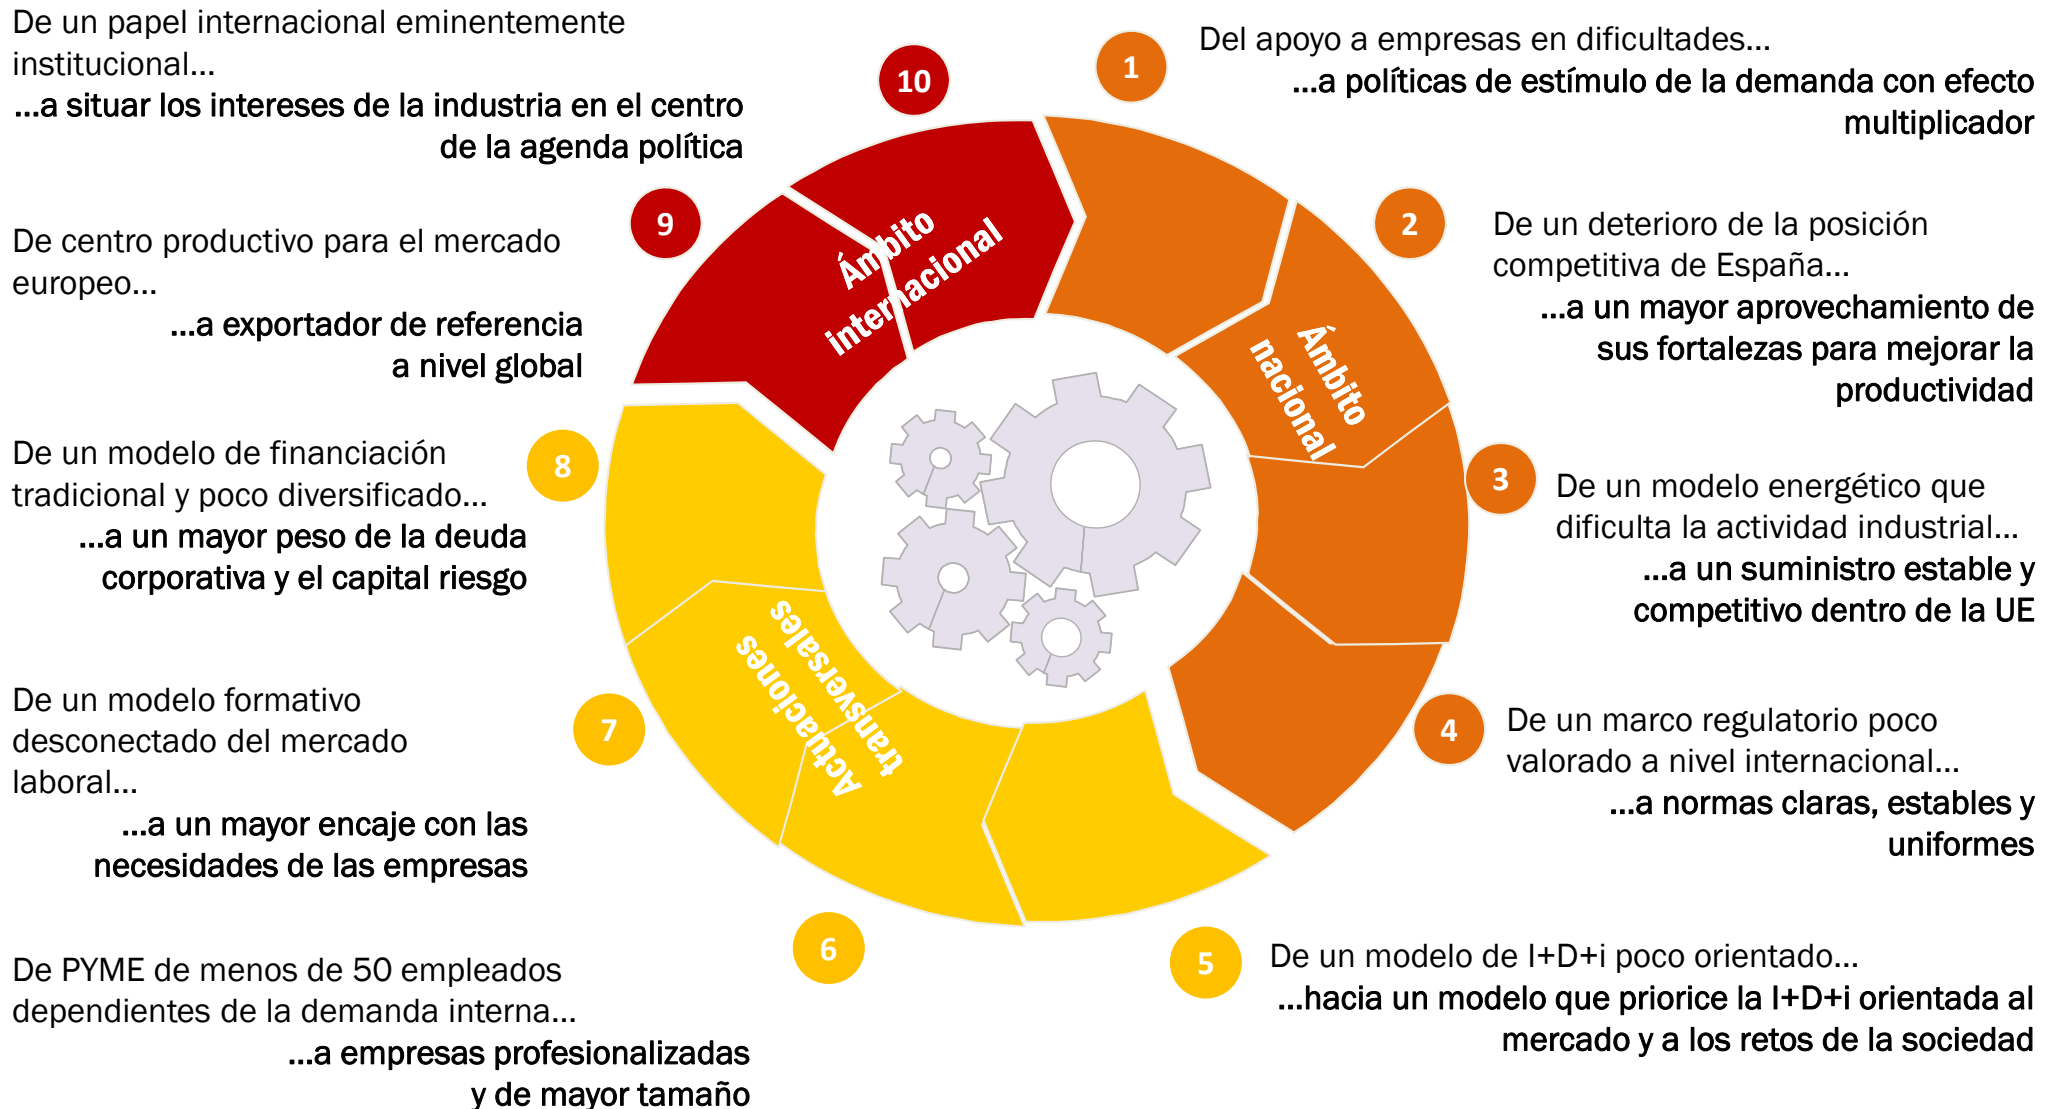 1
Del apoyo a empresas en dificultades...
...a políticas de estímulo de la demanda con efecto
multiplicador
2
De un deterioro de la posición
competitiva de España...
...a un mayor aprovechamiento de
sus fortalezas para mejorar la
productividad
3
De un modelo energético que
dificulta la actividad industrial...
...a un suministro estable y
competitivo dentro de la UE
4
De un marco regulatorio poco
valorado a nivel internacional...
...a normas claras, estables y
uniformes
5
De un modelo de I+D+i poco orientado...
...hacia un modelo que priorice la I+D+i orientada al
mercado y a los retos de la sociedad
6
De PYME de menos de 50 empleados
dependientes de la demanda interna...
...a empresas profesionalizadas
y de mayor tamaño
7
De un modelo formativo
desconectado del mercado
laboral...
...a un mayor encaje con las
necesidades de las empresas
8
De un modelo de financiación
tradicional y poco diversificado...
...a un mayor peso de la deuda
corporativa y el capital riesgo
9
De centro productivo para el mercado
europeo...
...a exportador de referencia
a nivel global
10
De un papel internacional eminentemente
institucional...
...a situar los intereses de la industria en el centro
de la agenda política
Ámbito
internacional
Ámbito
nacional
Actuaciones
transversales